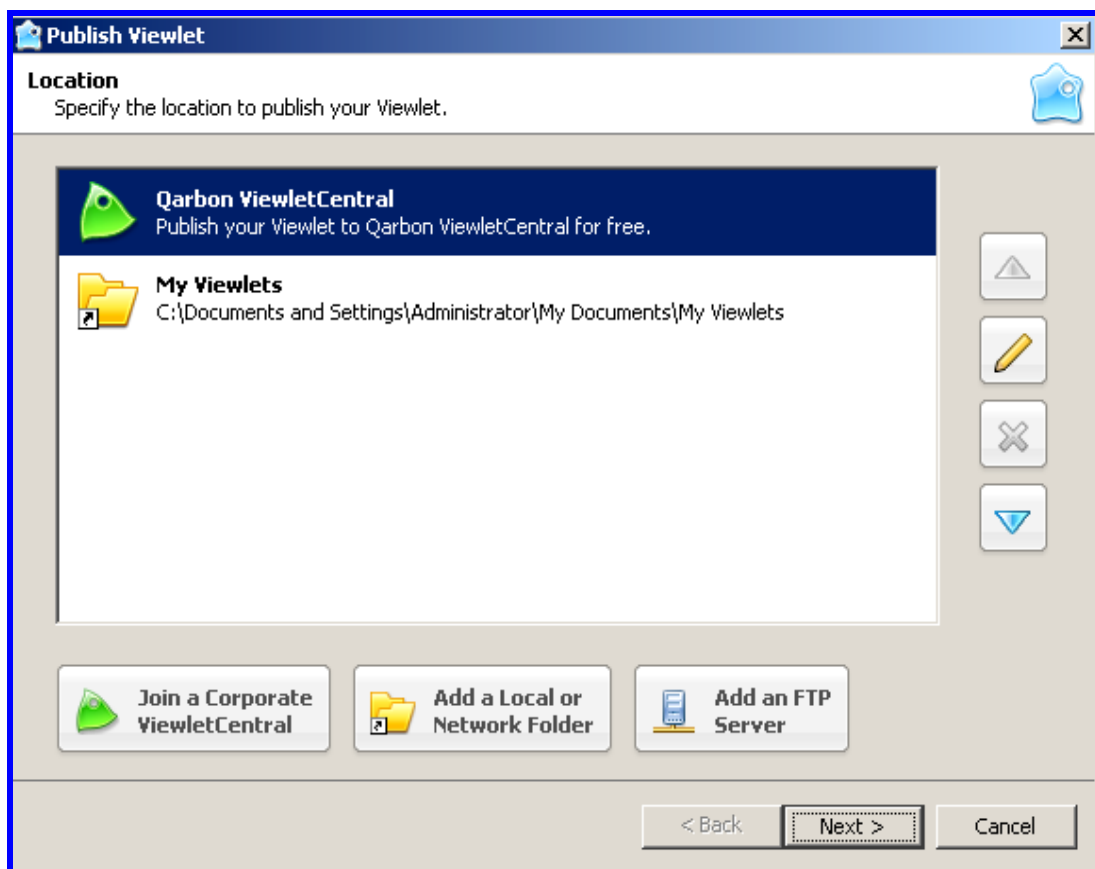 Publish Viewlet
Location
Specify the location to publish your Viewlet.
Qarbon ViewletCentral
Publish your Viewlet to Qarbon ViewletCentral for free.
My Viewlets
C:\Documents and Settings\Administrator\My Documents\My Viewlets
Join a Corporate
ViewletCentral
Add a Local or
Network Folder
Add an FTP
Server
< Back
Next >
Cancel